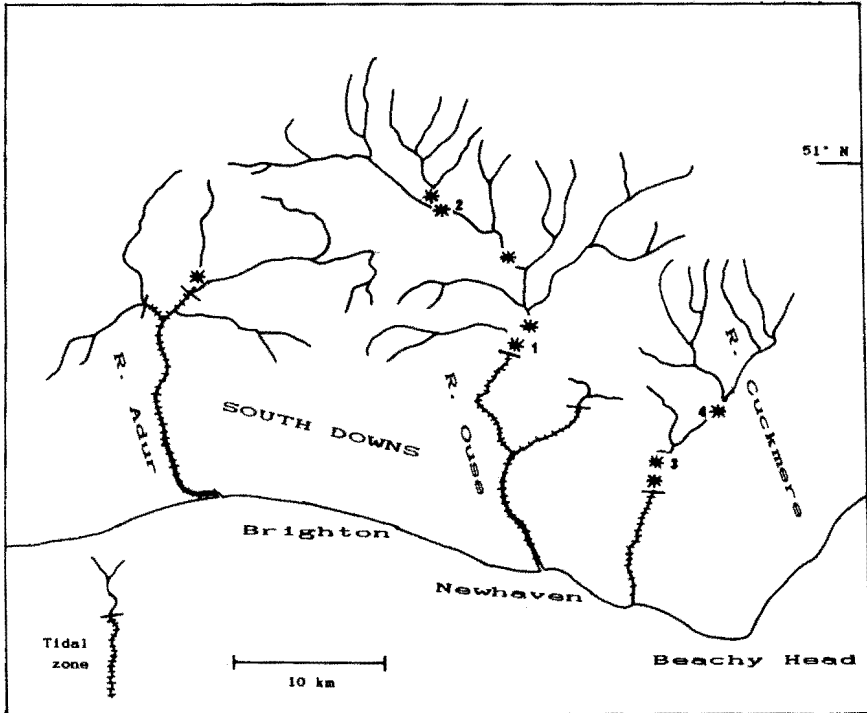 51° N
2
1
R. Adur
SOUTH DOWNS
R. Ouse
4
R. Cuckmere
3
Brighton
Newhaven
Tidal
zone
10 km
Beachy Head